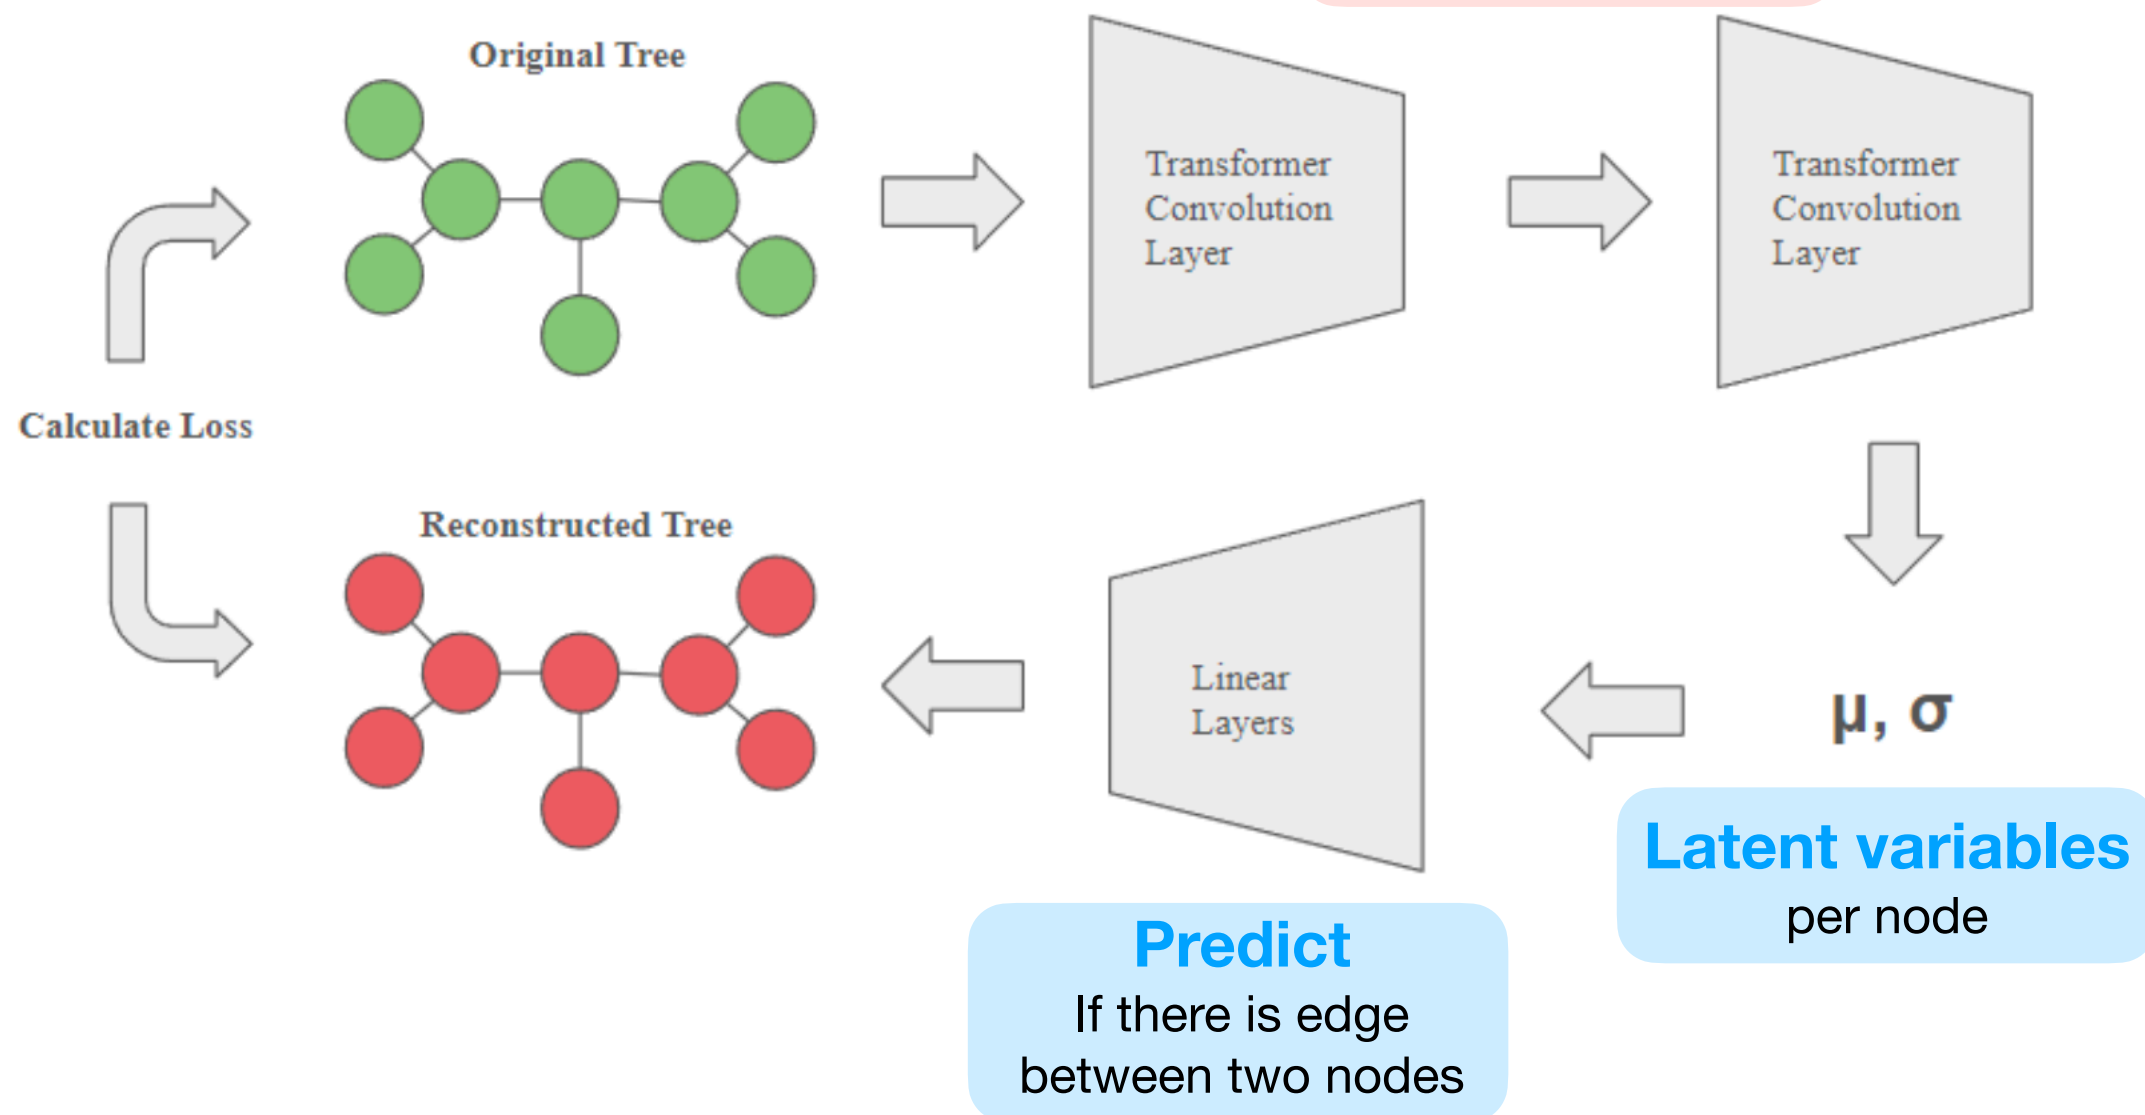 Original Tree
Transformer
Convolution
Layer
Transformer
Convolution
Layer
Calculate Loss
Reconstructed Tree
Linear
Layers
μ, σ
Latent variables
per node
Predict
If there is edge
between two nodes